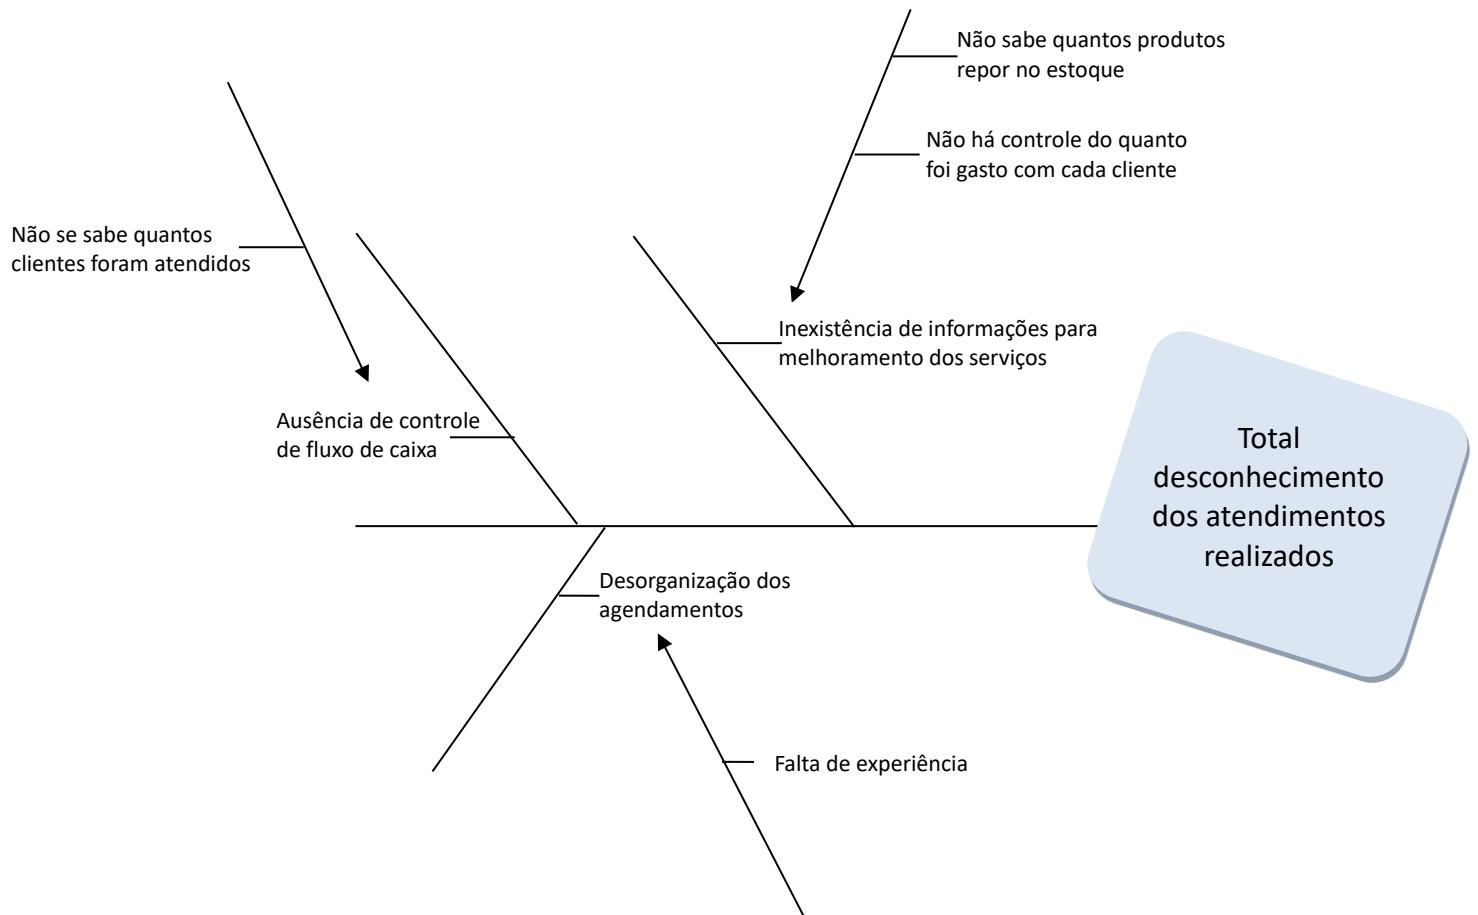 Não sabe quantos produtos
repor no estoque
Não há controle do quanto
foi gasto com cada cliente
Não se sabe quantos
clientes foram atendidos
Inexistência de informações para
melhoramento dos serviços
Ausência de controle
de fluxo de caixa
Total
desconhecimento
dos atendimentos
realizados
Desorganização dos
agendamentos
Falta de experiência